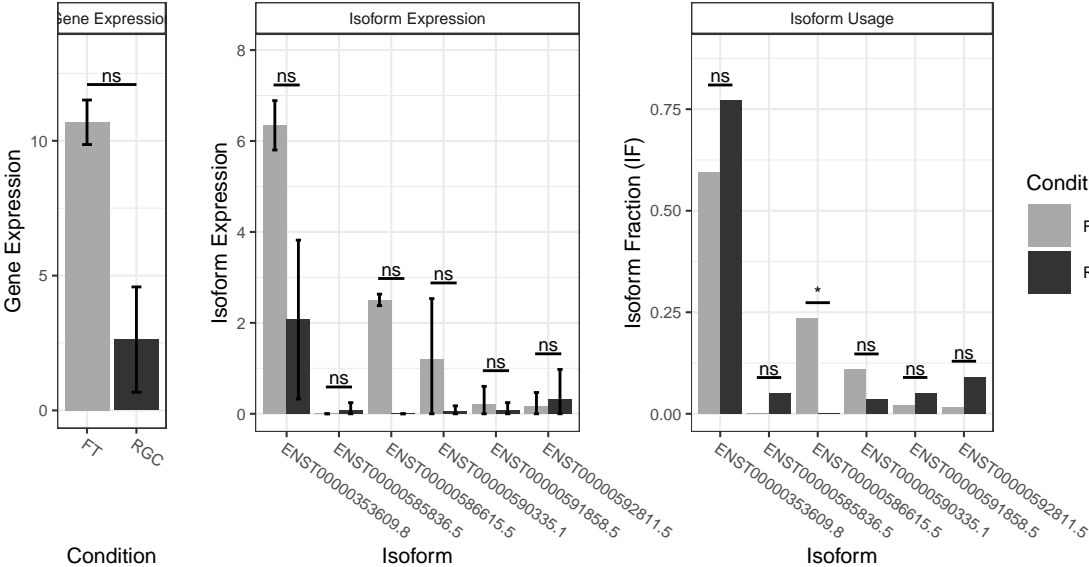 Gene Expression
Isoform Expression
Isoform Usage
Gene Expression
10
5
0
ns
FT
RGC
Condition
Isoform Expression
8
6
4
2
0
ns
ns
ns
ns
ns
ns
ENST00000353609.8
ENST00000585836.5
ENST00000586615.5
ENST00000590335.1
ENST00000591858.5
ENST00000592811.5
Isoform
Isoform Fraction (IF)
0.75
0.50
0.25
0.00
ns
ns
*
ns
ns
ns
ENST00000353609.8
ENST00000585836.5
ENST00000586615.5
ENST00000590335.1
ENST00000591858.5
ENST00000592811.5
Isoform
Condit